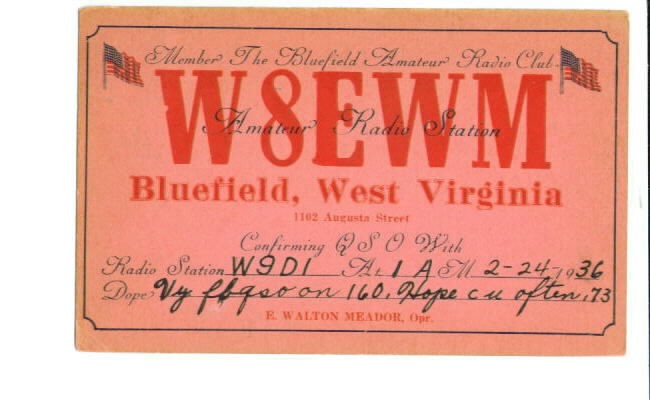 Member The Bluefield Amateur Radio Club
W8EWM
Amateur Radio Station
Bluefield, West Virginia
1102 Augusta Street
Confirming QSO With
Radio Station W9DI At 1 A M 2-24-1936
Dope Vy fb qso on 160. Hope c u often. 73
E. WALTON MEADOR, Opr.